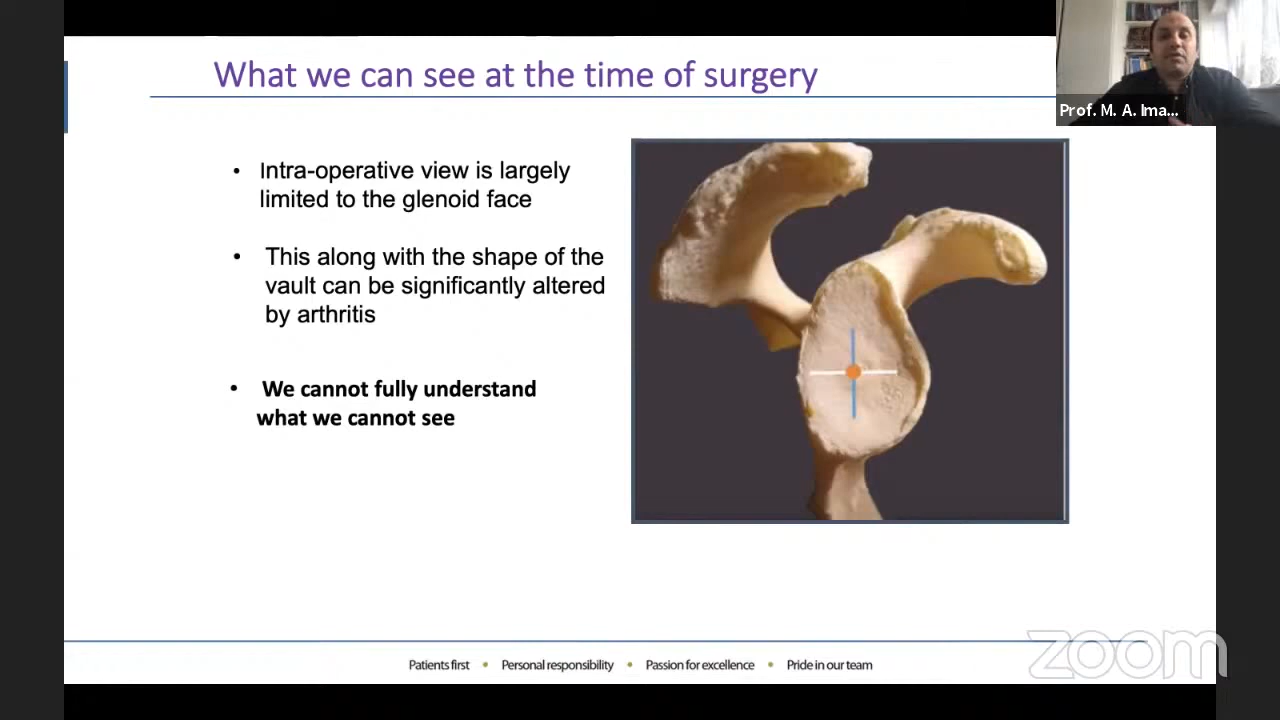 What we can see at the time of surgery
Prof. M. A. Ima...
• Intra-operative view is largely
limited to the glenoid face
• This along with the shape of the
vault can be significantly altered
by arthritis
• We cannot fully understand
what we cannot see
Patients first • Personal responsibility • Passion for excellence • Pride in our team
zoom